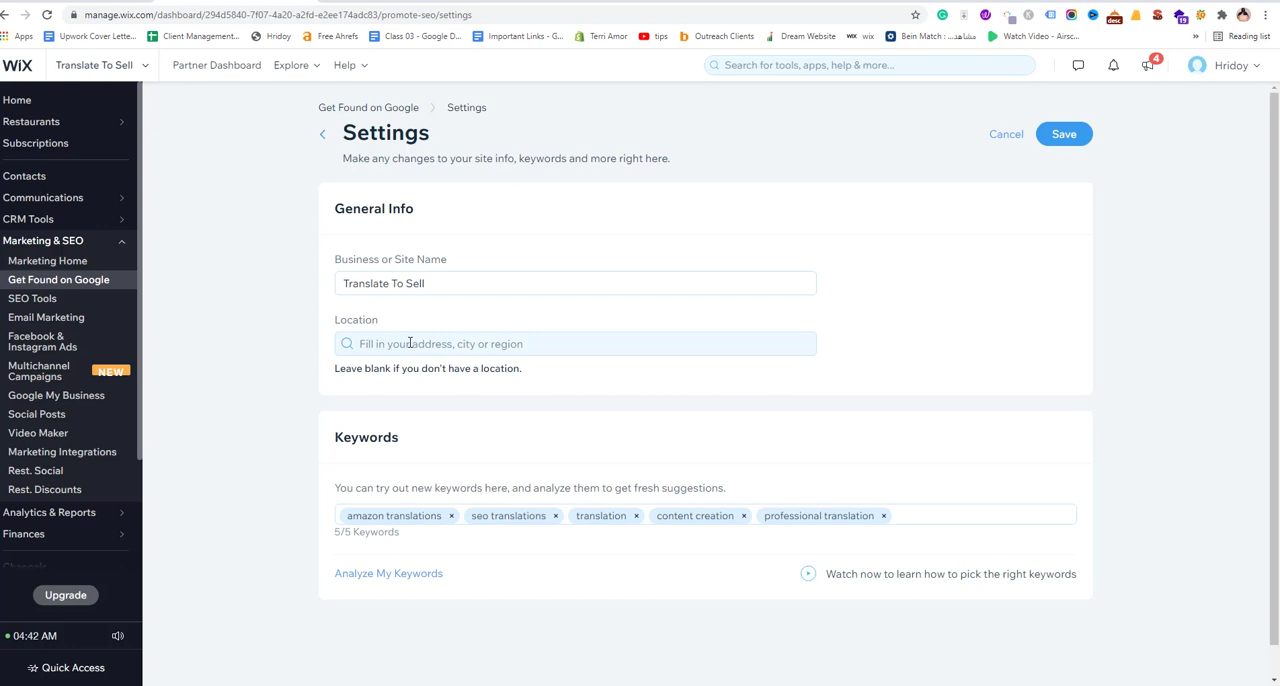 manage.wix.com/dashboard/294d5840-7f07-4a20-a2fd-e2ee174adc83/promote-seo/settings
Apps Upwork Cover Lette... Client Management... Hridoy Free Ahrefs Class 03 - Google D... Important Links - G... Terri Amor tips Outreach Clients Dream Website WIX wix Bein Match : مشاهد... Watch Video - Airsc... » Reading list
desc
19
WiX Translate To Sell Partner Dashboard Explore Help Search for tools, apps, help & more... 4 Hridoy
Home
Restaurants
Subscriptions
Contacts
Communications
CRM Tools
Marketing & SEO
Marketing Home
Get Found on Google
SEO Tools
Email Marketing
Facebook &
Instagram Ads
Multichannel
Campaigns NEW
Google My Business
Social Posts
Video Maker
Marketing Integrations
Rest. Social
Rest. Discounts
Analytics & Reports
Finances
Channels
Upgrade
04:42 AM
Quick Access
Get Found on Google Settings
Settings
Cancel Save
Make any changes to your site info, keywords and more right here.
General Info
Business or Site Name
Translate To Sell
Location
Fill in your address, city or region
Leave blank if you don't have a location.
Keywords
You can try out new keywords here, and analyze them to get fresh suggestions.
amazon translations × seo translations × translation × content creation × professional translation ×
5/5 Keywords
Analyze My Keywords Watch now to learn how to pick the right keywords